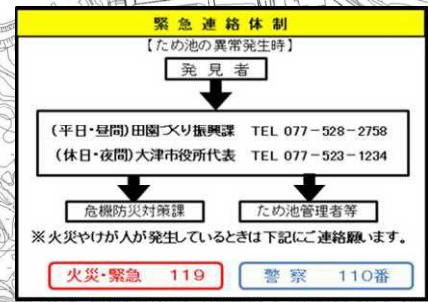 緊急連絡体制
【ため池の異常発生時】
発見者
(平日・昼間)田園づくり振興課 TEL 077-528-2758
(休日・夜間)大津市役所代表 TEL 077-523-1234
危機防災対策課 ため池管理者等
※火災やけが人が発生しているときは下記にご連絡願います。
火災・緊急 119 警察 110番